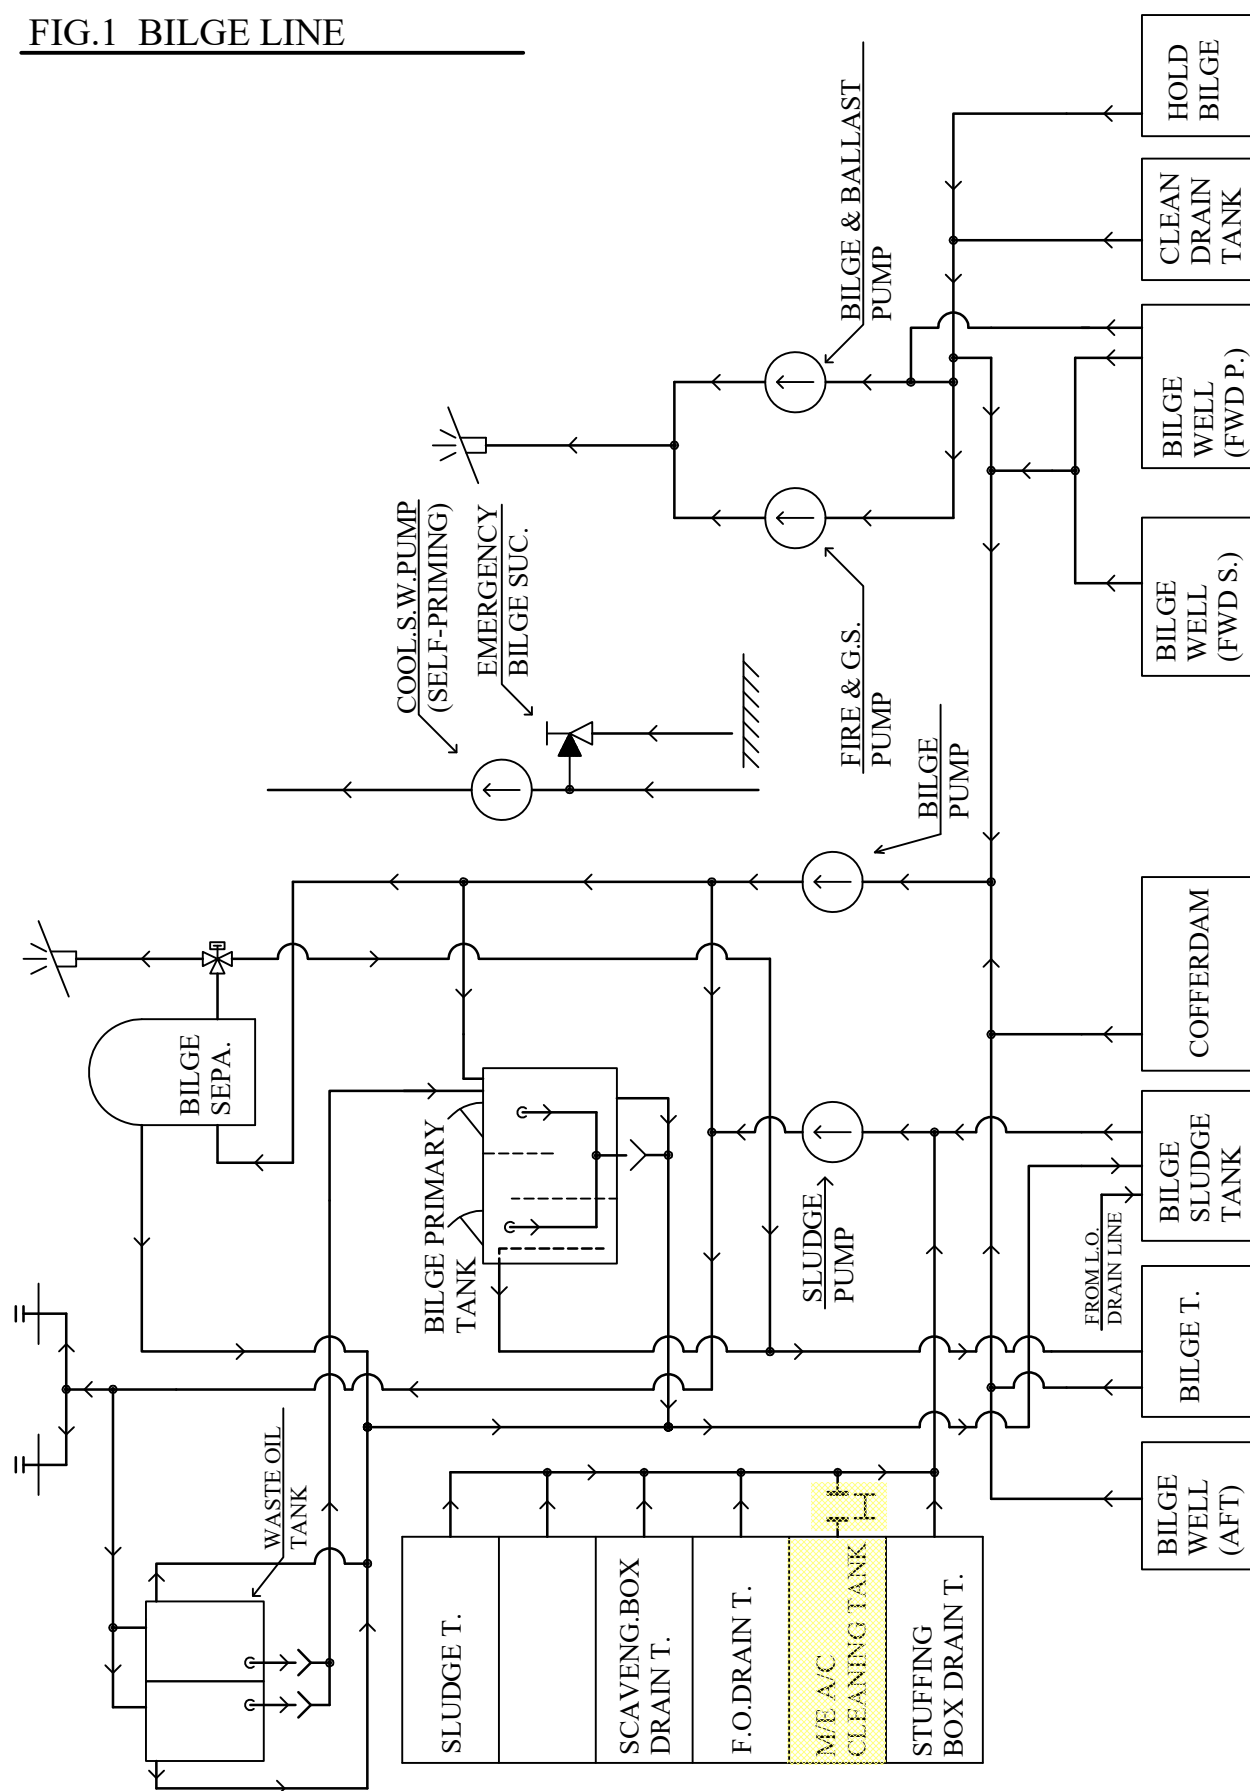 FIG.1 BILGE LINE
HOLD
BILGE
CLEAN
DRAIN
TANK
BILGE
WELL
(FWD P.)
BILGE
WELL
(FWD S.)
BILGE & BALLAST
PUMP
FIRE & G.S.
PUMP
COOL.S.W.PUMP
(SELF-PRIMING)
EMERGENCY
BILGE SUC.
BILGE
PUMP
COFFERDAM
BILGE
SEPA.
BILGE PRIMARY
TANK
SLUDGE
PUMP
BILGE
SLUDGE
TANK
FROM L.O.
DRAIN LINE
BILGE T.
BILGE
WELL
(AFT)
WASTE OIL
TANK
SLUDGE T.
SCAVENG.BOX
DRAIN T.
F.O.DRAIN T.
M/E A/C
CLEANING TANK
STUFFING
BOX DRAIN T.